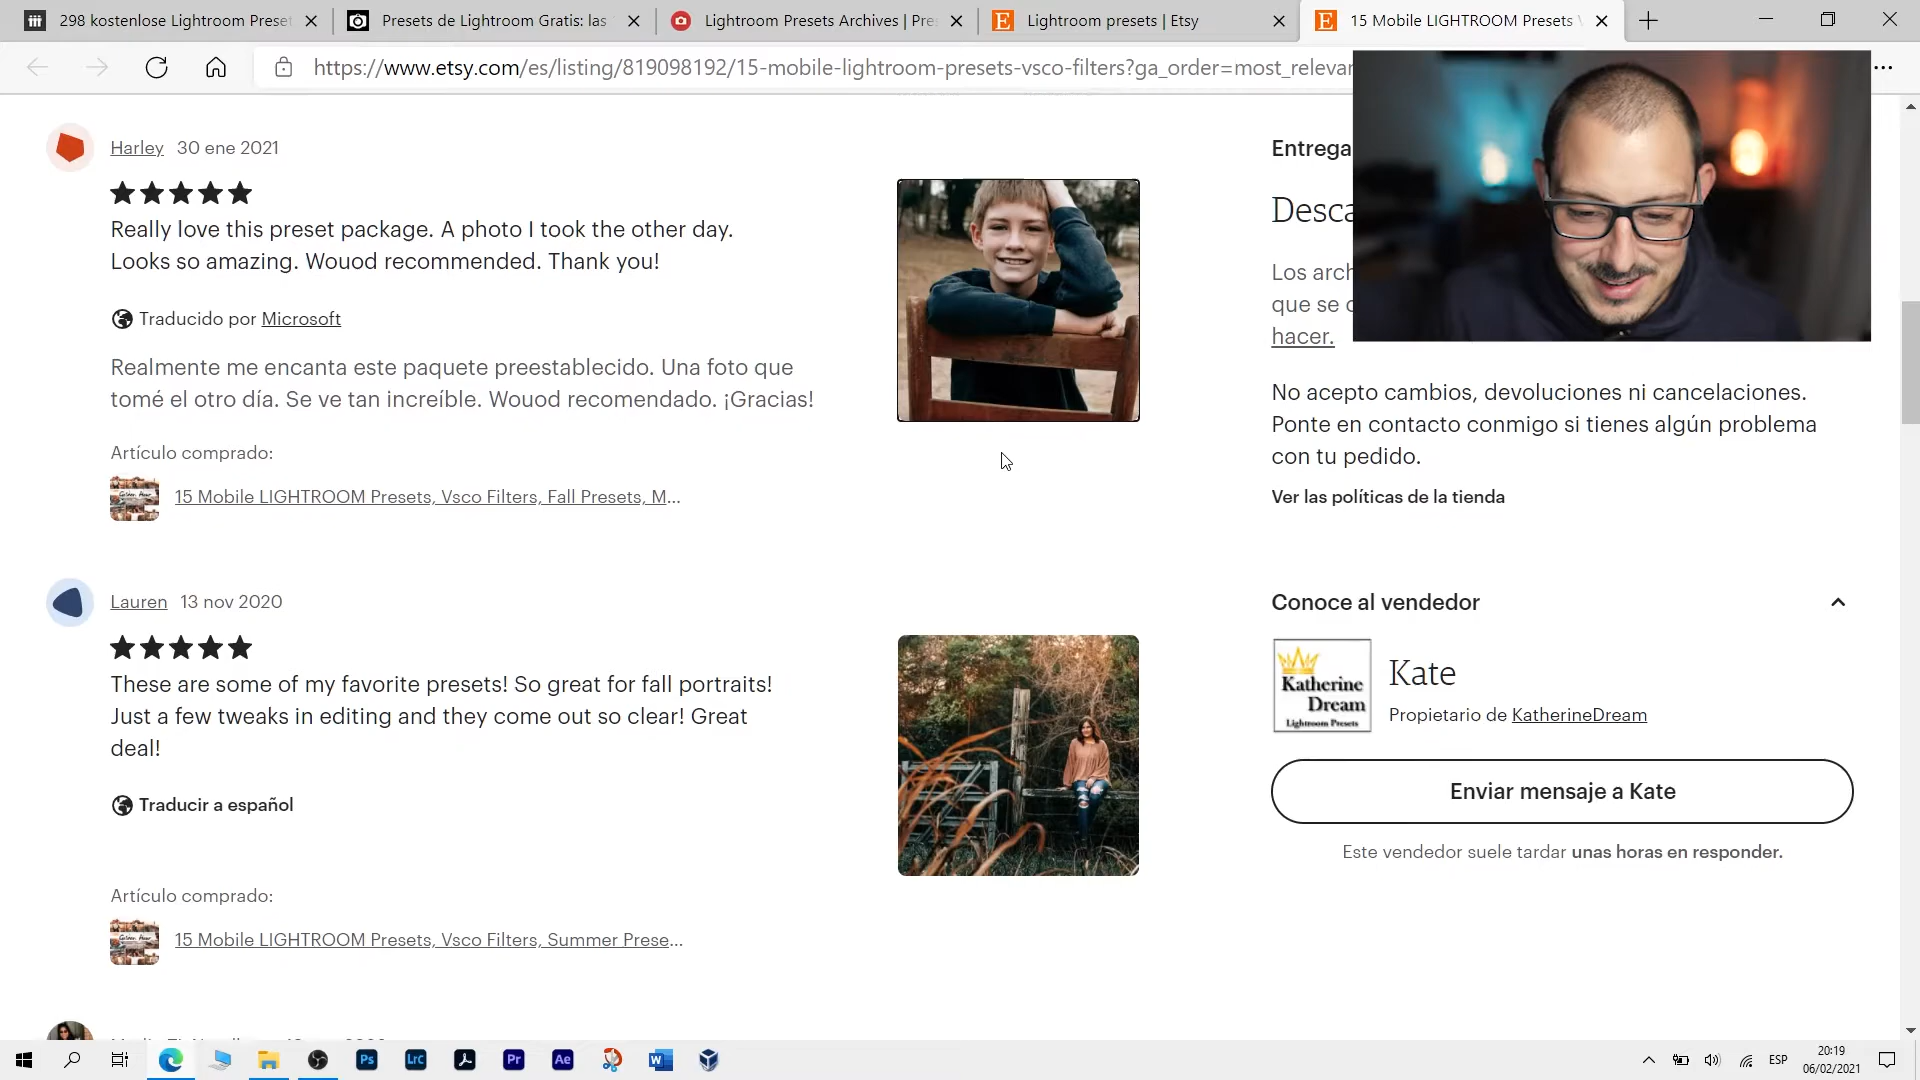 298 kostenlose Lightroom Preset
Presets de Lightroom Gratis: las
Lightroom Presets Archives | Pre
Lightroom presets | Etsy
15 Mobile LIGHTROOM Presets
https://www.etsy.com/es/listing/819098192/15-mobile-lightroom-presets-vsco-filters?ga_order=most_relevan
Harley 30 ene 2021
Really love this preset package. A photo I took the other day.
Looks so amazing. Wouod recommended. Thank you!
Traducido por Microsoft
Realmente me encanta este paquete preestablecido. Una foto que
tomé el otro día. Se ve tan increíble. Wouod recomendado. ¡Gracias!
Artículo comprado:
15 Mobile LIGHTROOM Presets, Vsco Filters, Fall Presets, M...
Lauren 13 nov 2020
These are some of my favorite presets! So great for fall portraits!
Just a few tweaks in editing and they come out so clear! Great
deal!
Traducir a español
Artículo comprado:
15 Mobile LIGHTROOM Presets, Vsco Filters, Summer Prese...
Entrega
Desca
Los arch
que se
hacer.
No acepto cambios, devoluciones ni cancelaciones.
Ponte en contacto conmigo si tienes algún problema
con tu pedido.
Ver las políticas de la tienda
Conoce al vendedor
Katherine
Dream
Lightroom Presets
Kate
Propietario de KatherineDream
Enviar mensaje a Kate
Este vendedor suele tardar unas horas en responder.
Ps
Lrc
Pr
Ae
W
ESP
20:19
06/02/2021